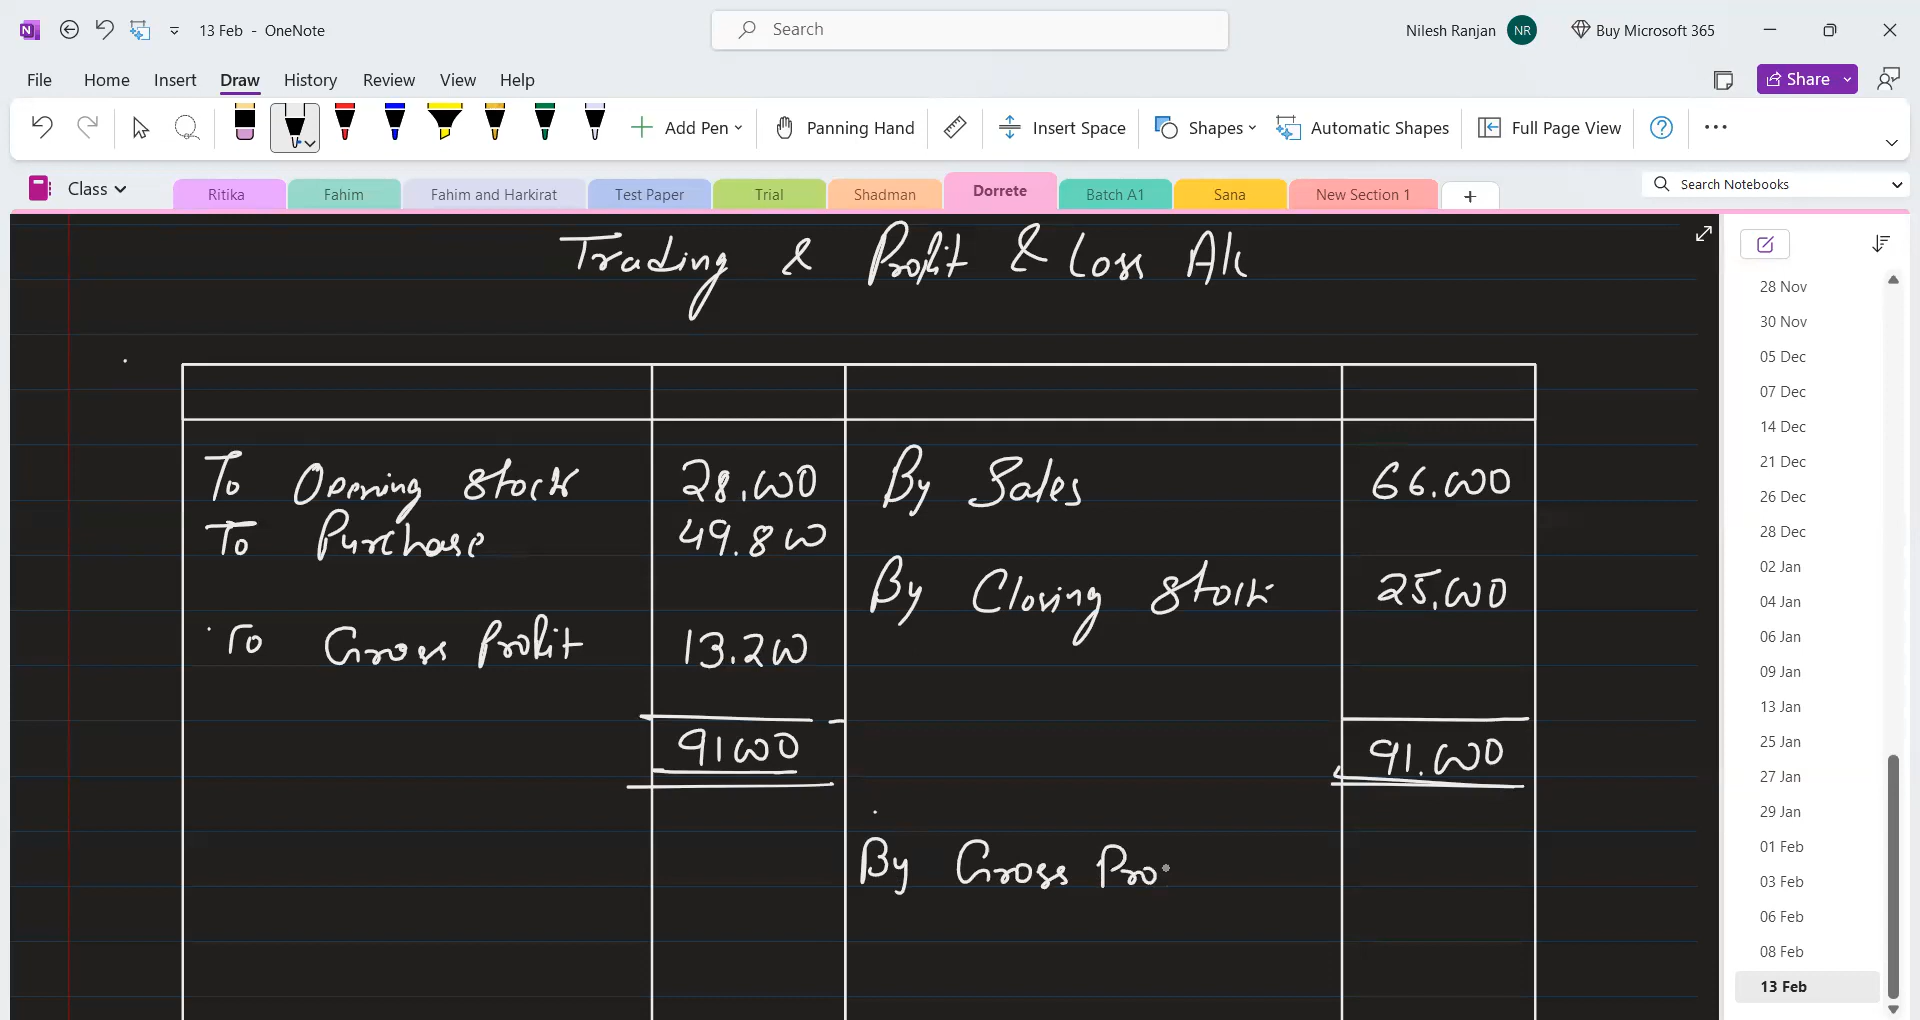 13 Feb - OneNote
Search
Nilesh Ranjan NR
Buy Microsoft 365
File Home Insert Draw History Review View Help
Share
Add Pen Panning Hand Insert Space Shapes Automatic Shapes Full Page View
Class Ritika Fahim Fahim and Harkirat Test Paper Trial Shadman Dorrete Batch A1 Sana New Section 1 +
Search Notebooks
Trading & Profit & Loss A/c
To Opening Stock 28,000 By Sales 66,000
To Purchase 49.800
By Closing Stock 25,000
To Gross Profit 13.200
91000 91.000
By Gross Pro
28 Nov
30 Nov
05 Dec
07 Dec
14 Dec
21 Dec
26 Dec
28 Dec
02 Jan
04 Jan
06 Jan
09 Jan
13 Jan
25 Jan
27 Jan
29 Jan
01 Feb
03 Feb
06 Feb
08 Feb
13 Feb